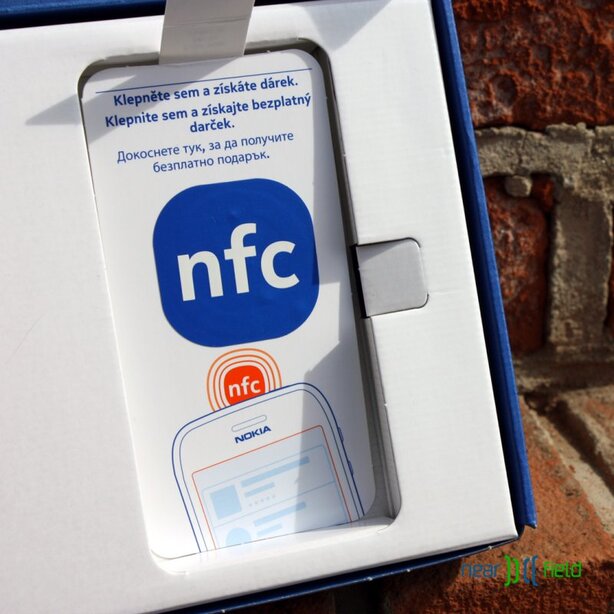 Klepněte sem a získáte dárek.
Klepnite sem a získajte bezplatný
darček.
Докоснете тук, за да получите
безплатно подарък.
nfc
nfc
NOKIA
near field